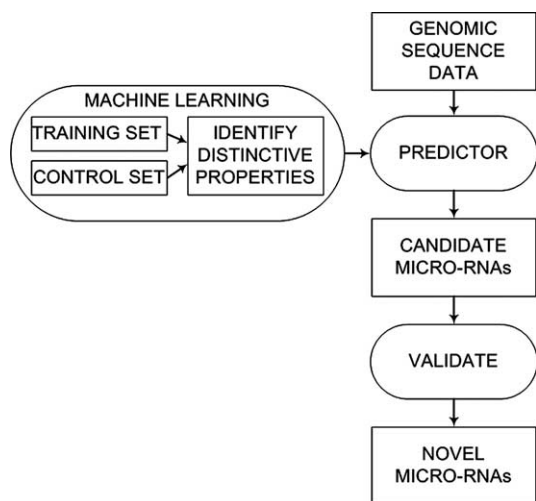 GENOMIC
SEQUENCE
DATA
MACHINE LEARNING
TRAINING SET
CONTROL SET
IDENTIFY
DISTINCTIVE
PROPERTIES
PREDICTOR
CANDIDATE
MICRO-RNAs
VALIDATE
NOVEL
MICRO-RNAs